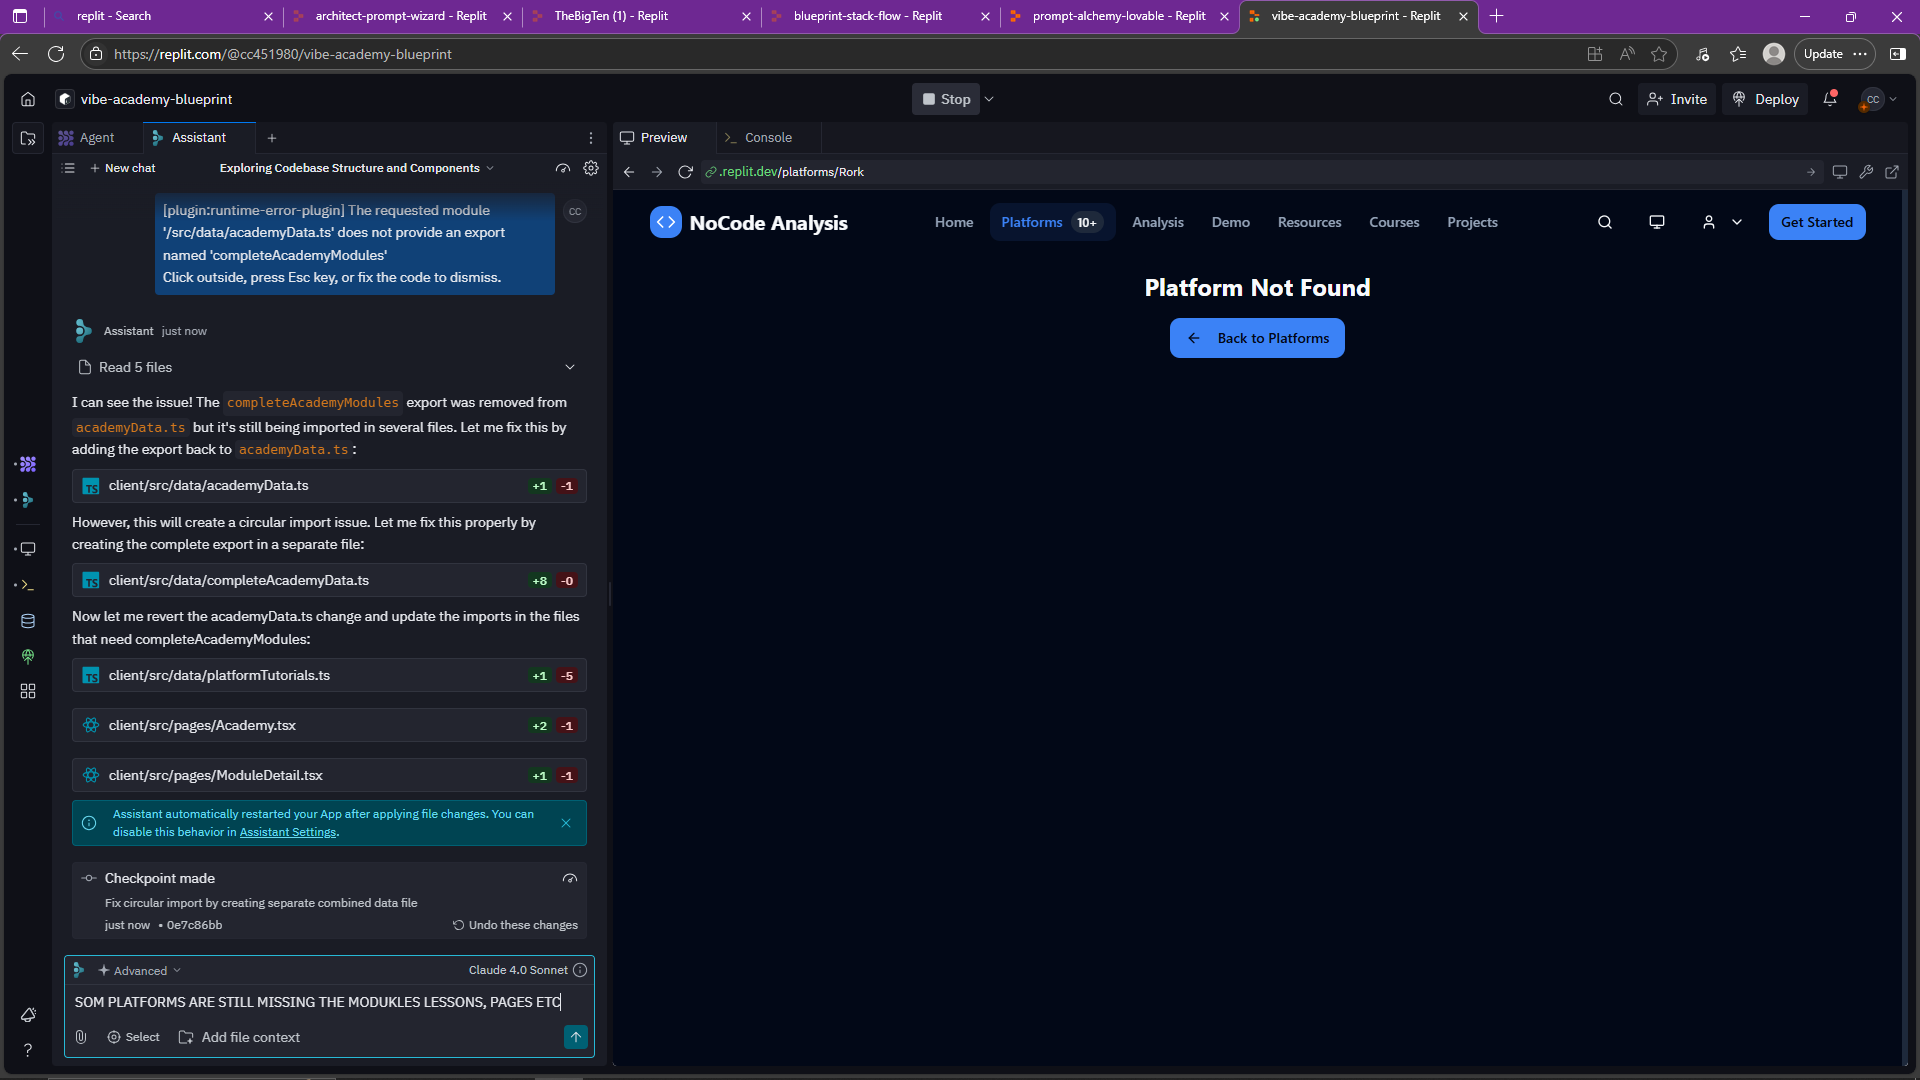 replit - Search
architect-prompt-wizard - Replit
TheBigTen (1) - Replit
blueprint-stack-flow - Replit
prompt-alchemy-lovable - Replit
vibe-academy-blueprint - Replit
https://replit.com/@cc451980/vibe-academy-blueprint
Update
vibe-academy-blueprint
Stop
Invite
Deploy
CC
Agent
Assistant
Preview
Console
New chat
Exploring Codebase Structure and Components
.replit.dev/platforms/Rork
[plugin:runtime-error-plugin] The requested module
'/src/data/academyData.ts' does not provide an export
named 'completeAcademyModules'
Click outside, press Esc key, or fix the code to dismiss.
CC
Assistant just now
Read 5 files
I can see the issue! The completeAcademyModules export was removed from
academyData.ts but it's still being imported in several files. Let me fix this by
adding the export back to academyData.ts:
TS client/src/data/academyData.ts +1 -1
However, this will create a circular import issue. Let me fix this properly by
creating the complete export in a separate file:
TS client/src/data/completeAcademyData.ts +8 -0
Now let me revert the academyData.ts change and update the imports in the files
that need completeAcademyModules:
TS client/src/data/platformTutorials.ts +1 -5
client/src/pages/Academy.tsx +2 -1
client/src/pages/ModuleDetail.tsx +1 -1
Assistant automatically restarted your App after applying file changes. You can
disable this behavior in Assistant Settings.
Checkpoint made
Fix circular import by creating separate combined data file
just now • 0e7c86bb
Undo these changes
Advanced
Claude 4.0 Sonnet
SOM PLATFORMS ARE STILL MISSING THE MODUKLES LESSONS, PAGES ETC
Select
Add file context
NoCode Analysis
Home
Platforms 10+
Analysis
Demo
Resources
Courses
Projects
Get Started
Platform Not Found
Back to Platforms